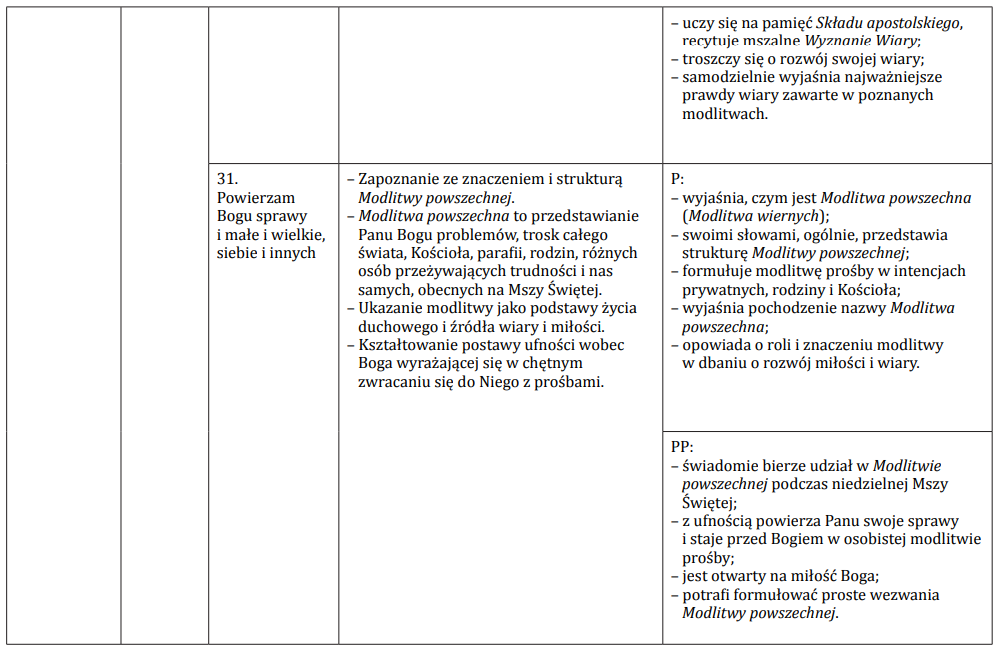 – uczy się na pamięć Składu apostolskiego,
recytuje mszalne Wyznanie Wiary;
– troszczy się o rozwój swojej wiary;
– samodzielnie wyjaśnia najważniejsze
prawdy wiary zawarte w poznanych
modlitwach.
31.
Powierzam
Bogu sprawy
i małe i wielkie,
siebie i innych
– Zapoznanie ze znaczeniem i strukturą
Modlitwy powszechnej.
– Modlitwa powszechna to przedstawianie
Panu Bogu problemów, trosk całego
świata, Kościoła, parafii, rodzin, różnych
osób przeżywających trudności i nas
samych, obecnych na Mszy Świętej.
– Ukazanie modlitwy jako podstawy życia
duchowego i źródła wiary i miłości.
– Kształtowanie postawy ufności wobec
Boga wyrażającej się w chętnym
zwracaniu się do Niego z prośbami.
P:
– wyjaśnia, czym jest Modlitwa powszechna
(Modlitwa wiernych);
– swoimi słowami, ogólnie, przedstawia
strukturę Modlitwy powszechnej;
– formułuje modlitwę prośby w intencjach
prywatnych, rodziny i Kościoła;
– wyjaśnia pochodzenie nazwy Modlitwa
powszechna;
– opowiada o roli i znaczeniu modlitwy
w dbaniu o rozwój miłości i wiary.
PP:
– świadomie bierze udział w Modlitwie
powszechnej podczas niedzielnej Mszy
Świętej;
– z ufnością powierza Panu swoje sprawy
i staje przed Bogiem w osobistej modlitwie
prośby;
– jest otwarty na miłość Boga;
– potrafi formułować proste wezwania
Modlitwy powszechnej.